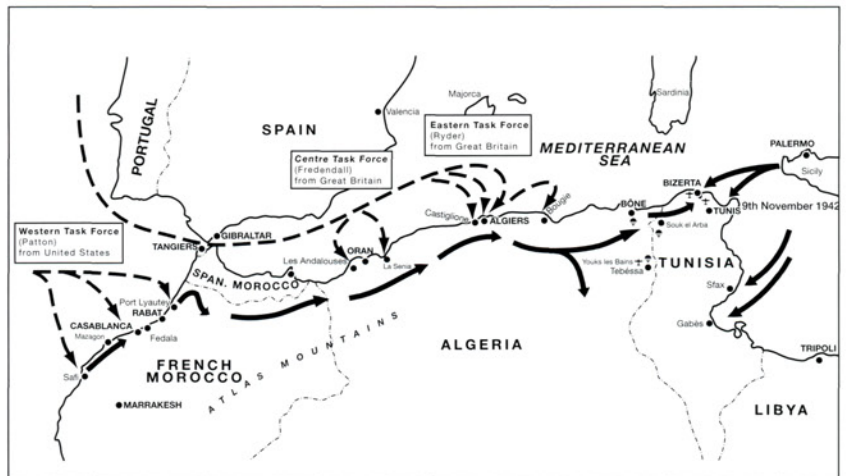 PORTUGAL
SPAIN
Valencia
Majorca
Sardinia
Eastern Task Force
(Ryder)
from Great Britain
Centre Task Force
(Fredendall)
from Great Britain
MEDITERRANEAN
SEA
PALERMO
Sicily
BIZERTA
TUNIS
9th November 1942
BÔNE
Souk el Arba
Bougie
Castiglione
ALGIERS
Western Task Force
(Patton)
from United States
GIBRALTAR
TANGIERS
SPAN. MOROCCO
Les Andalouses
ORAN
La Senia
Youks les Bains
Tebéssa
TUNISIA
Sfax
Gabès
TRIPOLI
LIBYA
Port Lyautey
RABAT
CASABLANCA
Mazagon
Fedala
Safi
FRENCH
MOROCCO
MARRAKESH
ATLAS MOUNTAINS
ALGERIA